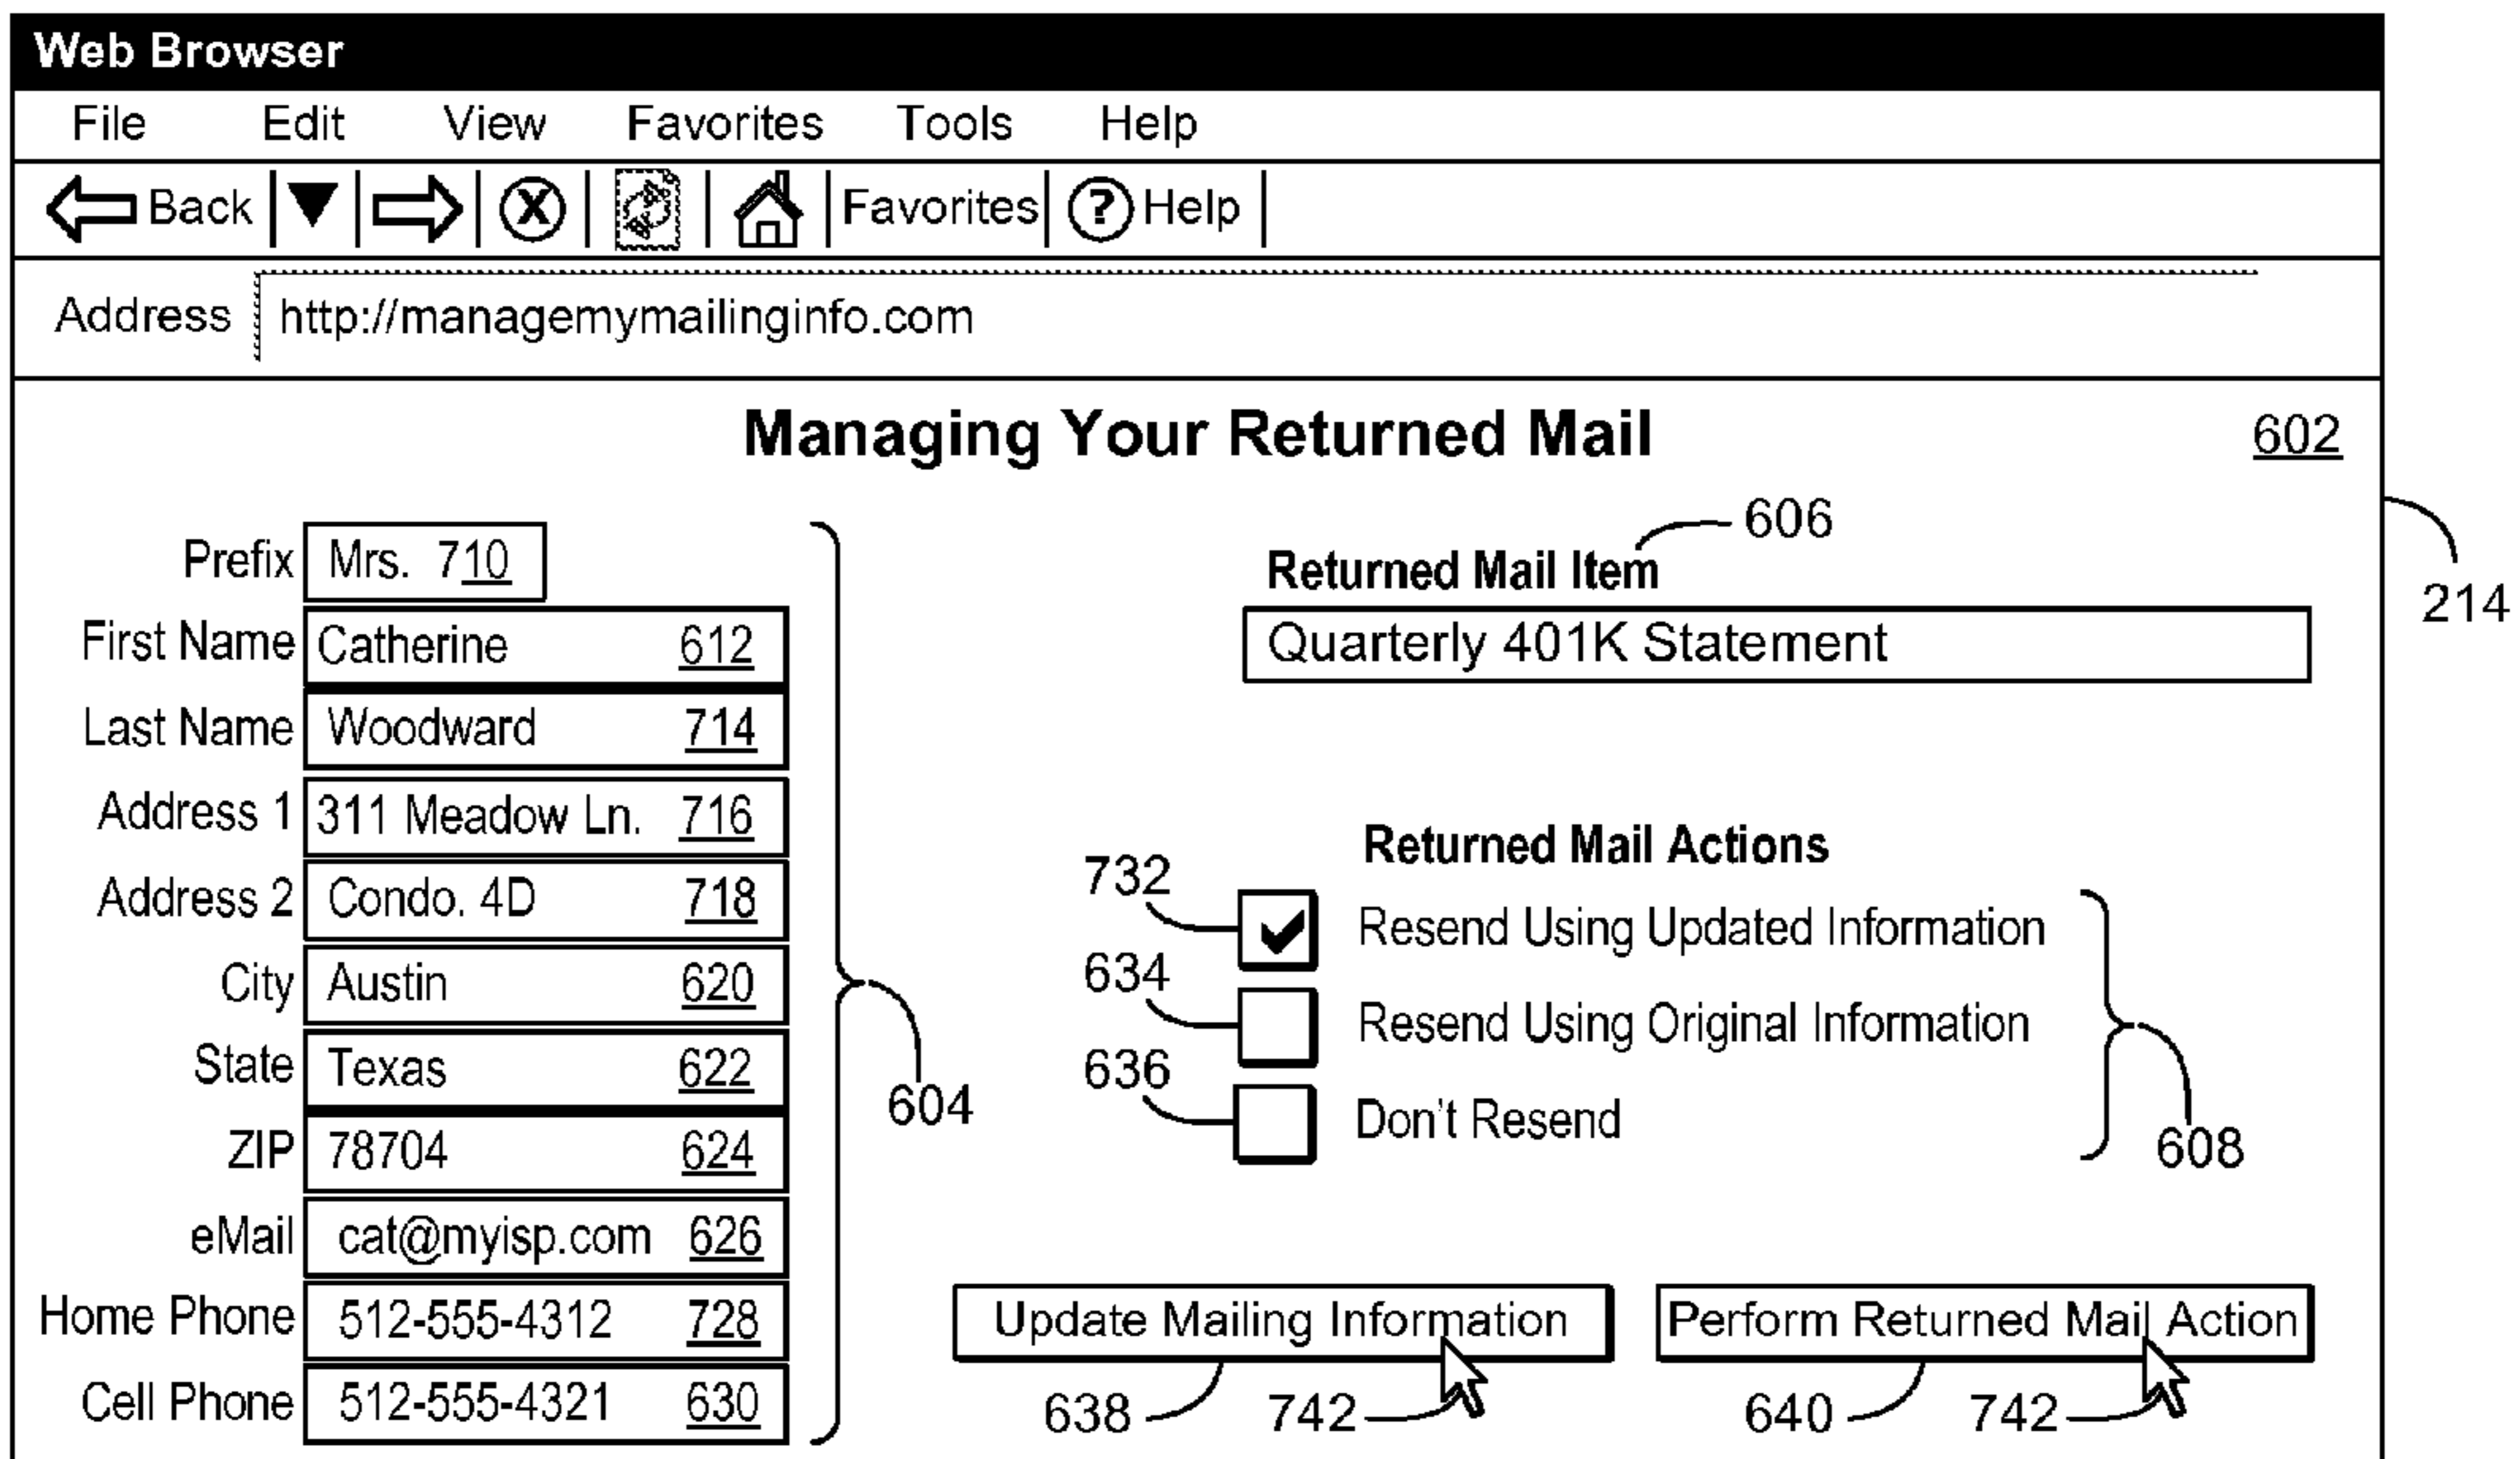 Web Browser
File Edit View Favorites Tools Help
Back X Favorites ? Help
Address http://managemymailinginfo.com
Managing Your Returned Mail 602
214
Prefix Mrs. 710
First Name Catherine 612
Last Name Woodward 714
Address 1 311 Meadow Ln. 716
Address 2 Condo. 4D 718
City Austin 620
State Texas 622
ZIP 78704 624
eMail cat@myisp.com 626
Home Phone 512-555-4312 728
Cell Phone 512-555-4321 630
604
606
Returned Mail Item
Quarterly 401K Statement
Returned Mail Actions
732 Resend Using Updated Information
634 Resend Using Original Information
636 Don't Resend
608
Update Mailing Information Perform Returned Mail Action
638 742 640 742